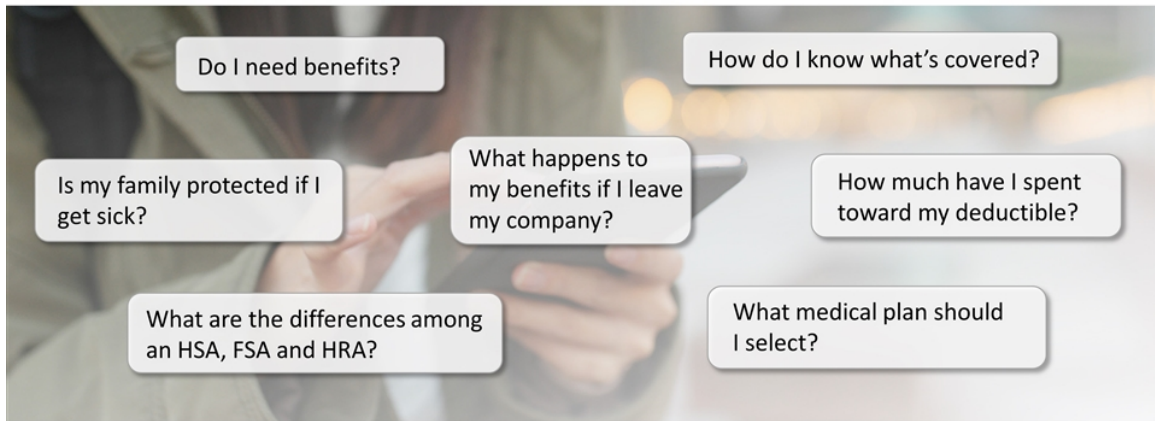 Do I need benefits?
How do I know what’s covered?
Is my family protected if I
get sick?
What happens to
my benefits if I leave
my company?
How much have I spent
toward my deductible?
What are the differences among
an HSA, FSA and HRA?
What medical plan should
I select?